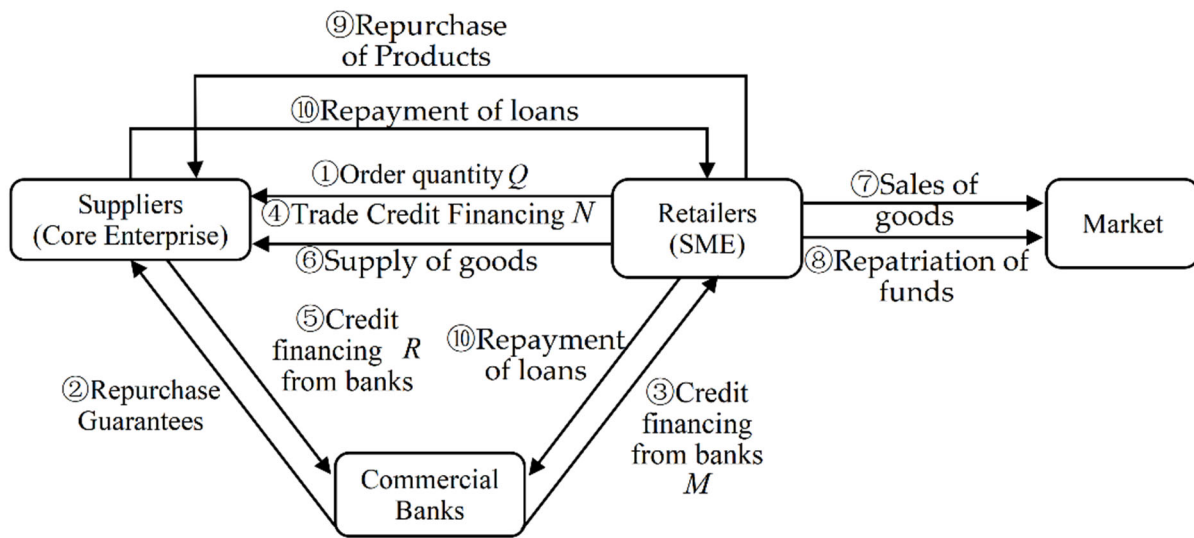 ⑨Repurchase
of Products
⑩Repayment of loans
①Order quantity Q
④Trade Credit Financing N
⑥Supply of goods
Suppliers
(Core Enterprise)
Retailers
(SME)
⑦Sales of
goods
Market
⑧Repatriation of
funds
⑤Credit
financing R
from banks
⑩Repayment
of loans
②Repurchase
Guarantees
③Credit
financing
from banks
M
Commercial
Banks